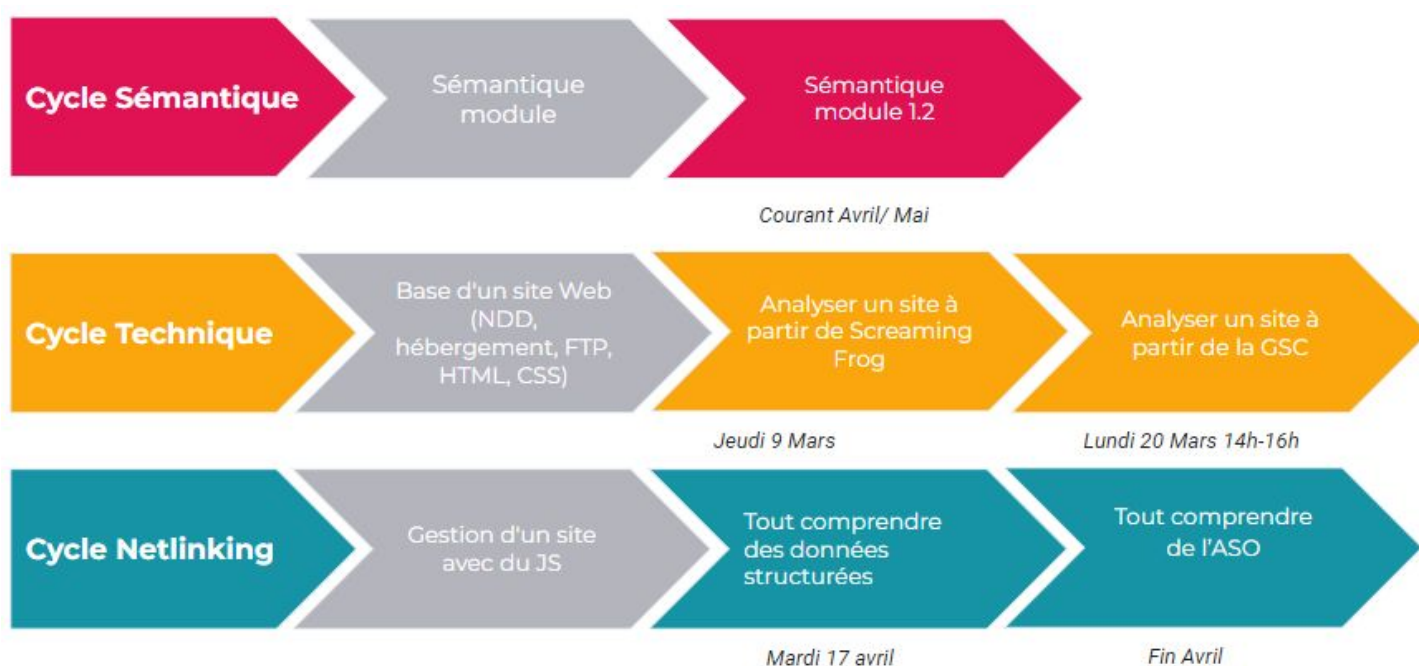 Cycle Sémantique
Sémantique
module
Sémantique
module 1.2
Courant Avril/ Mai
Cycle Technique
Base d'un site Web
(NDD,
hébergement, FTP,
HTML, CSS)
Analyser un site à
partir de Screaming
Frog
Analyser un site à
partir de la GSC
Jeudi 9 Mars
Lundi 20 Mars 14h-16h
Cycle Netlinking
Gestion d'un site
avec du JS
Tout comprendre
des données
structurées
Tout comprendre
de l’ASO
Mardi 17 avril
Fin Avril